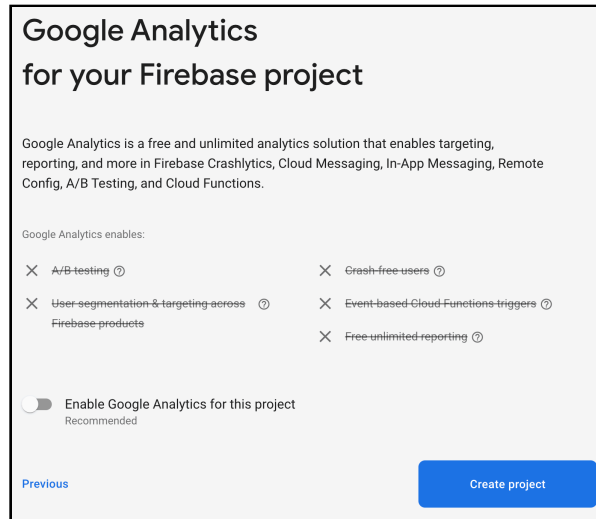 Google Analytics
for your Firebase project
Google Analytics is a free and unlimited analytics solution that enables targeting,
reporting, and more in Firebase Crashlytics, Cloud Messaging, In-App Messaging, Remote
Config, A/B Testing, and Cloud Functions.
Google Analytics enables:
A/B testing
User segmentation & targeting across
Firebase products
Crash-free users
Event-based Cloud Functions triggers
Free unlimited reporting
Enable Google Analytics for this project
Recommended
Previous
Create project